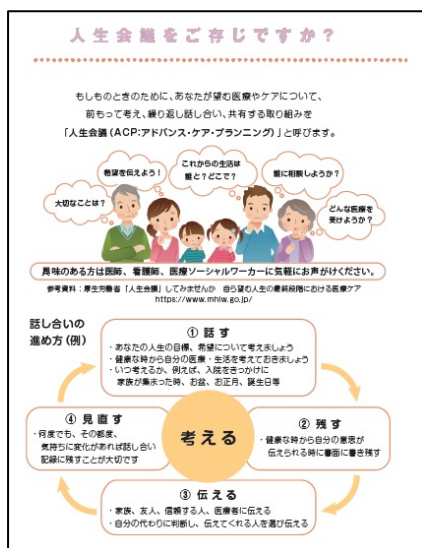 人生会議をご存じですか？
もしものときのために、あなたが望む医療やケアについて、
前もって考え、繰り返し話し合い、共有する取り組みを
「人生会議（ACP：アドバンス・ケア・プランニング）」と呼びます。
大切なことは？
希望を伝えよう！
これからの生活は
誰と？どこで？
誰に相談しようか？
どんな医療を
受けようか？
興味のある方は医師、看護師、医療ソーシャルワーカーに気軽にお声がけください。
参考資料：厚生労働省「人生会議」してみませんか　自ら望む人生の最終段階における医療ケア
https://www.mhlw.go.jp/
話し合いの
進め方（例）
① 話す
・あなたの人生の目標、希望について考えましょう
・健康な時から自分の医療・生活を考えておきましょう
・いつ考えるか、例えば、入院をきっかけに
家族が集まった時、お盆、お正月、誕生日等
④ 見直す
・何度でも、その都度、
気持ちに変化があれば話し合い
記録に残すことが大切です
考える
② 残す
・健康な時から自分の意思が
伝えられる時に書面に書き残す
③ 伝える
・家族、友人、信頼する人、医療者に伝える
・自分の代わりに判断し、伝えてくれる人を選び伝える